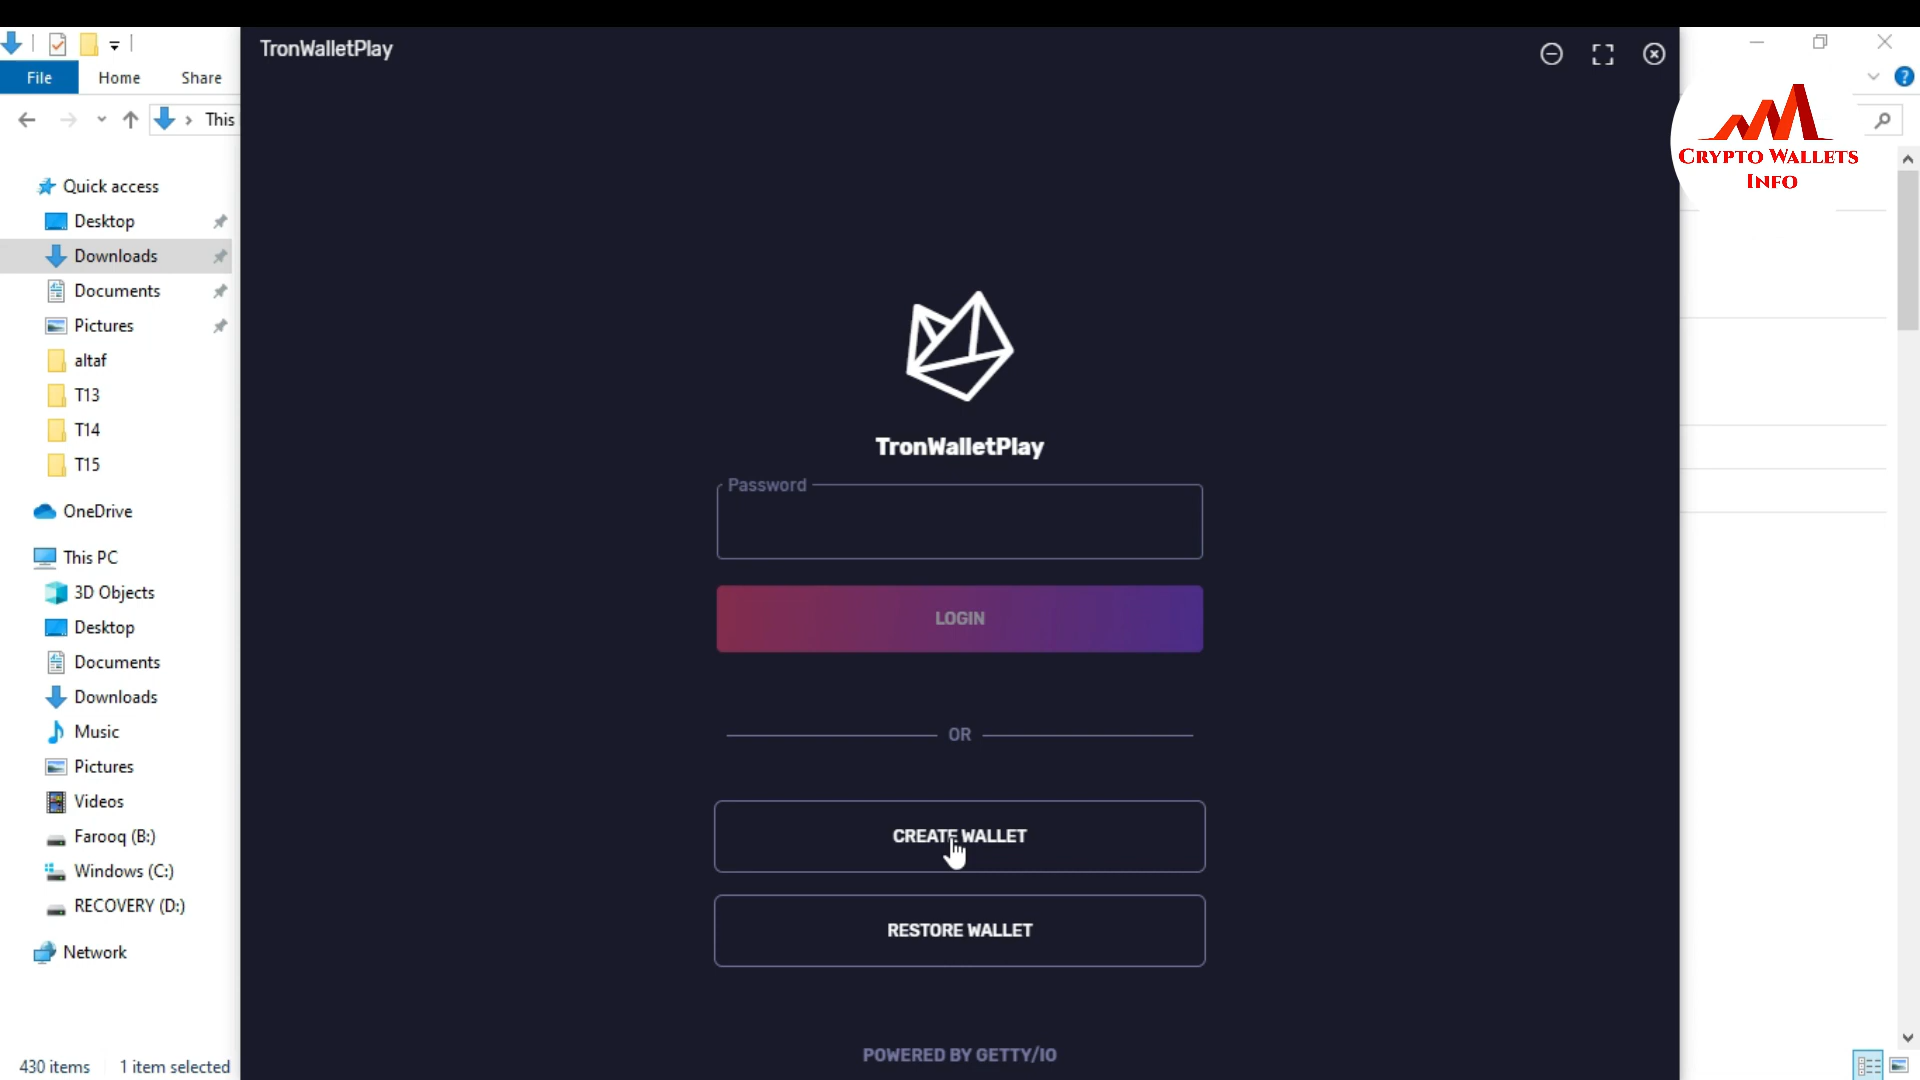 TronWalletPlay
File Home Share
This
CRYPTO WALLETS
INFO
Quick access
Desktop
Downloads
Documents
Pictures
altaf
T13
T14
T15
OneDrive
This PC
3D Objects
Desktop
Documents
Downloads
Music
Pictures
Videos
Farooq (B:)
Windows (C:)
RECOVERY (D:)
Network
430 items 1 item selected
TronWalletPlay
Password
LOGIN
OR
CREATE WALLET
RESTORE WALLET
POWERED BY GETTY/IO